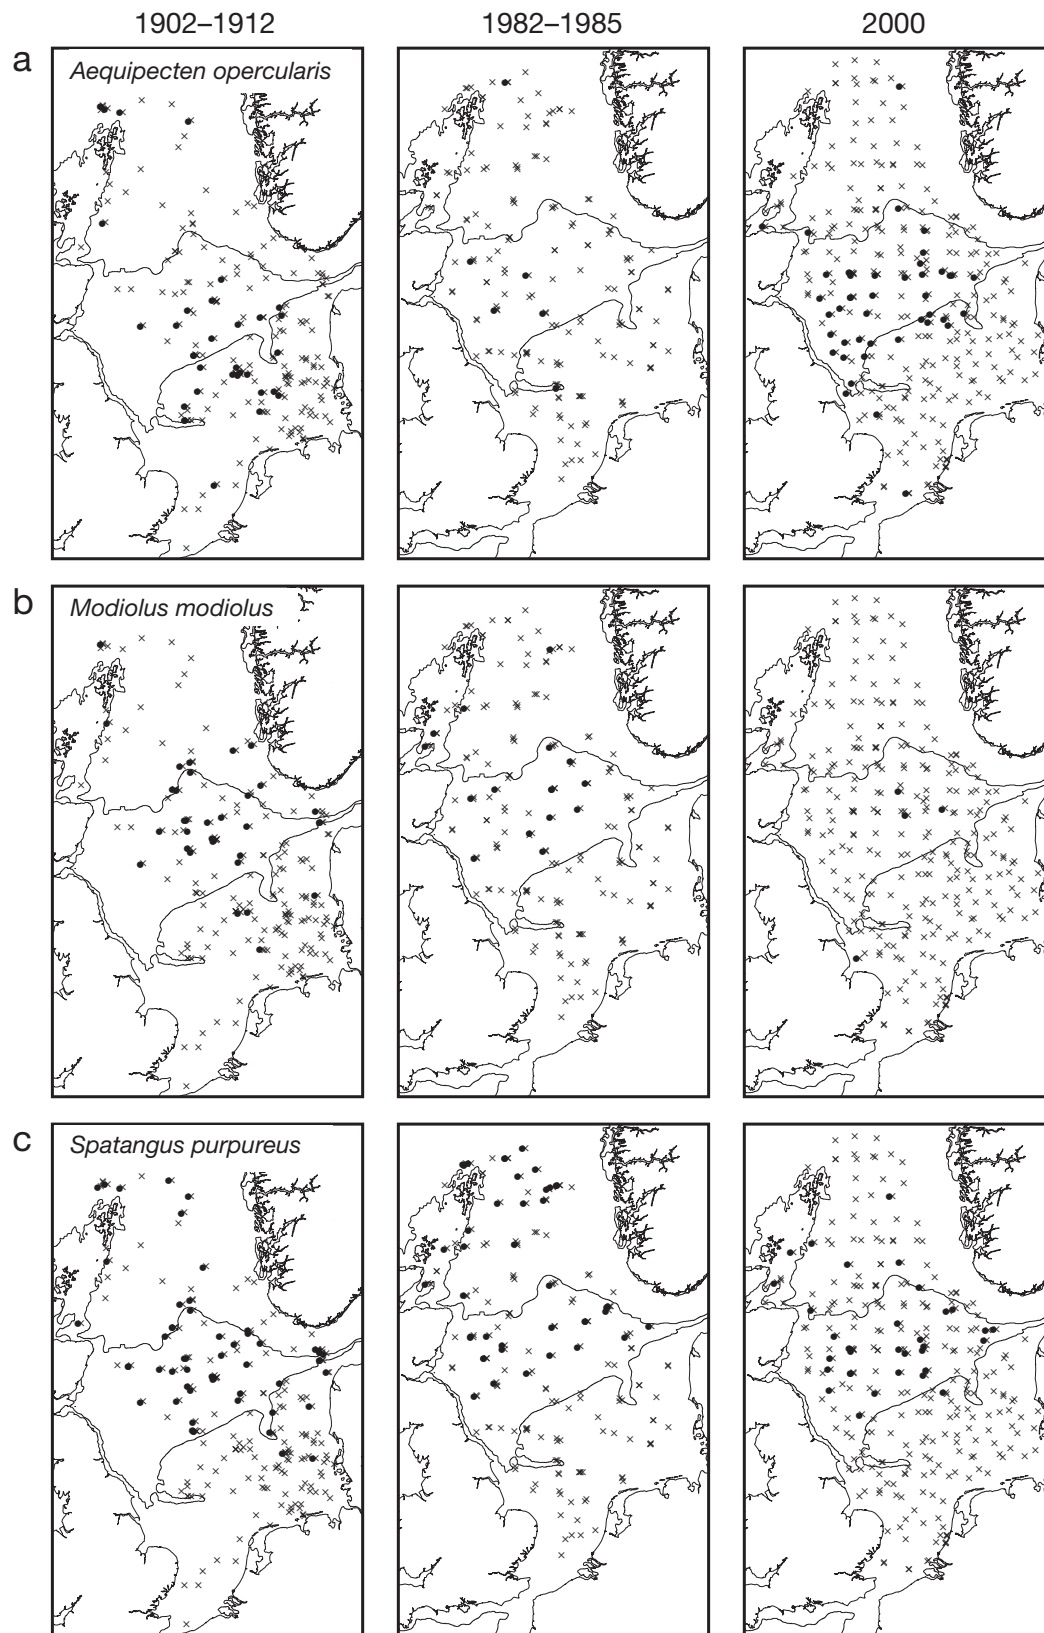 1902–1912
1982–1985
2000
a
Aequipecten opercularis
b
Modiolus modiolus
c
Spatangus purpureus